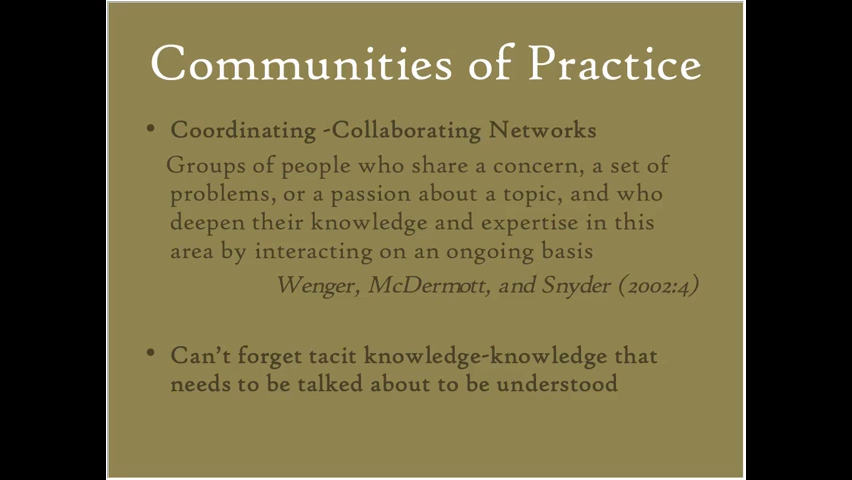 Communities of Practice
• Coordinating -Collaborating Networks
Groups of people who share a concern, a set of
problems, or a passion about a topic, and who
deepen their knowledge and expertise in this
area by interacting on an ongoing basis
Wenger, McDermott, and Snyder (2002:4)
• Can't forget tacit knowledge-knowledge that
needs to be talked about to be understood